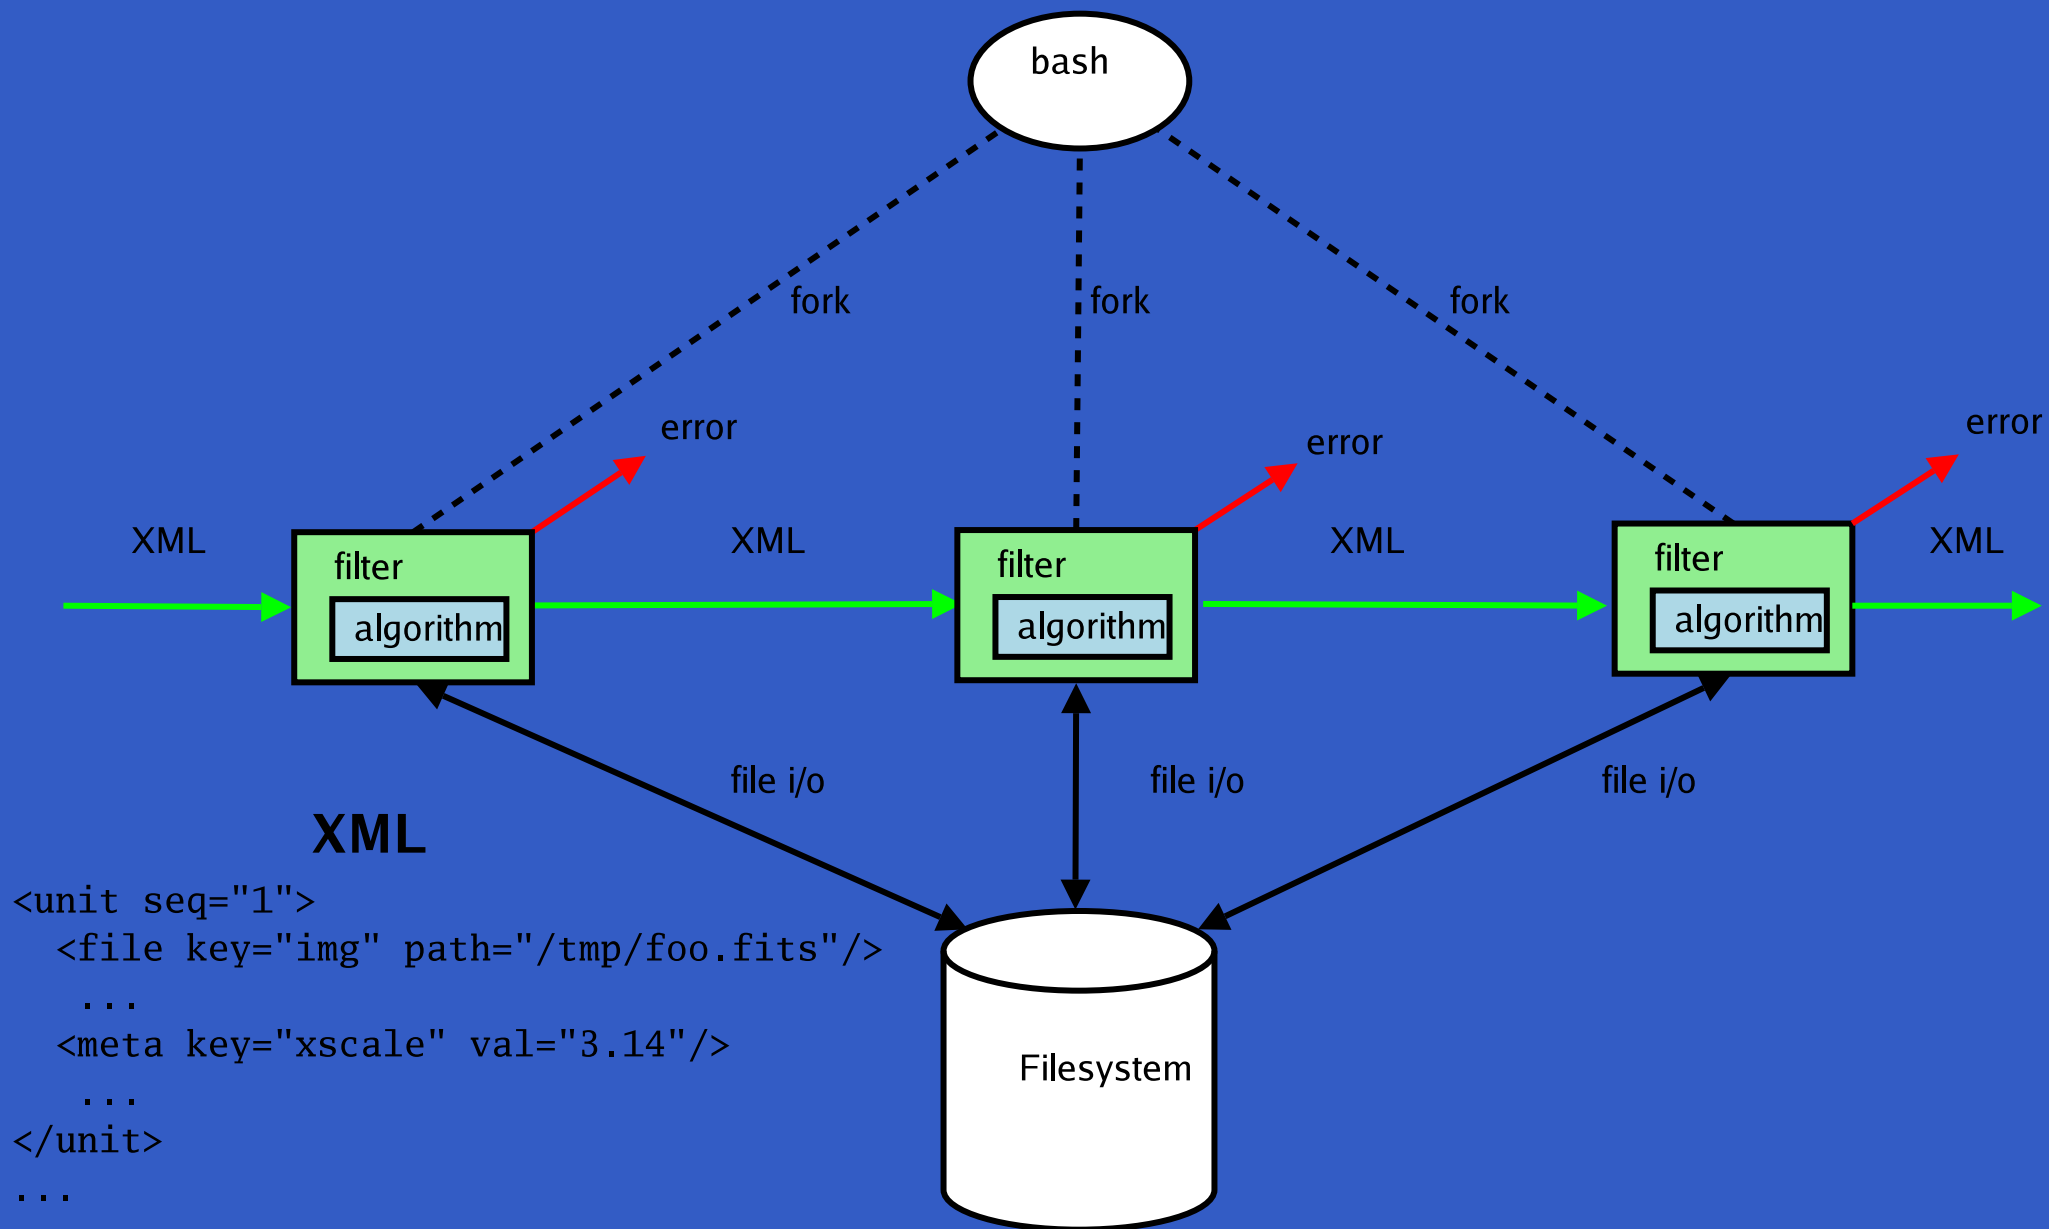 bash
fork
fork
fork
error
error
error
XML
XML
XML
XML
filter
algorithm
filter
algorithm
filter
algorithm
file i/o
file i/o
file i/o
XML
<unit seq="1">
  <file key="img" path="/tmp/foo.fits"/>
   ...
  <meta key="xscale" val="3.14"/>
   ...
</unit>
...
Filesystem